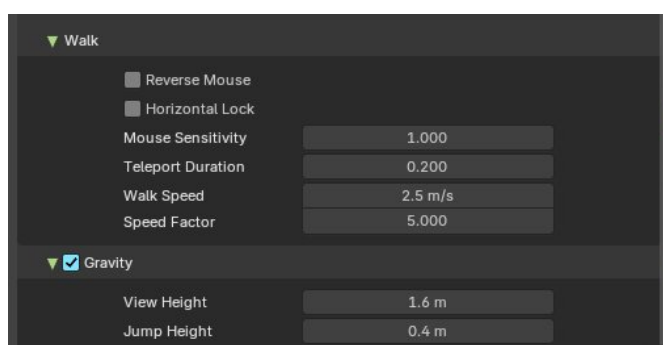 Walk
Reverse Mouse
Horizontal Lock
Mouse Sensitivity 1.000
Teleport Duration 0.200
Walk Speed 2.5 m/s
Speed Factor 5.000
Gravity
View Height 1.6 m
Jump Height 0.4 m